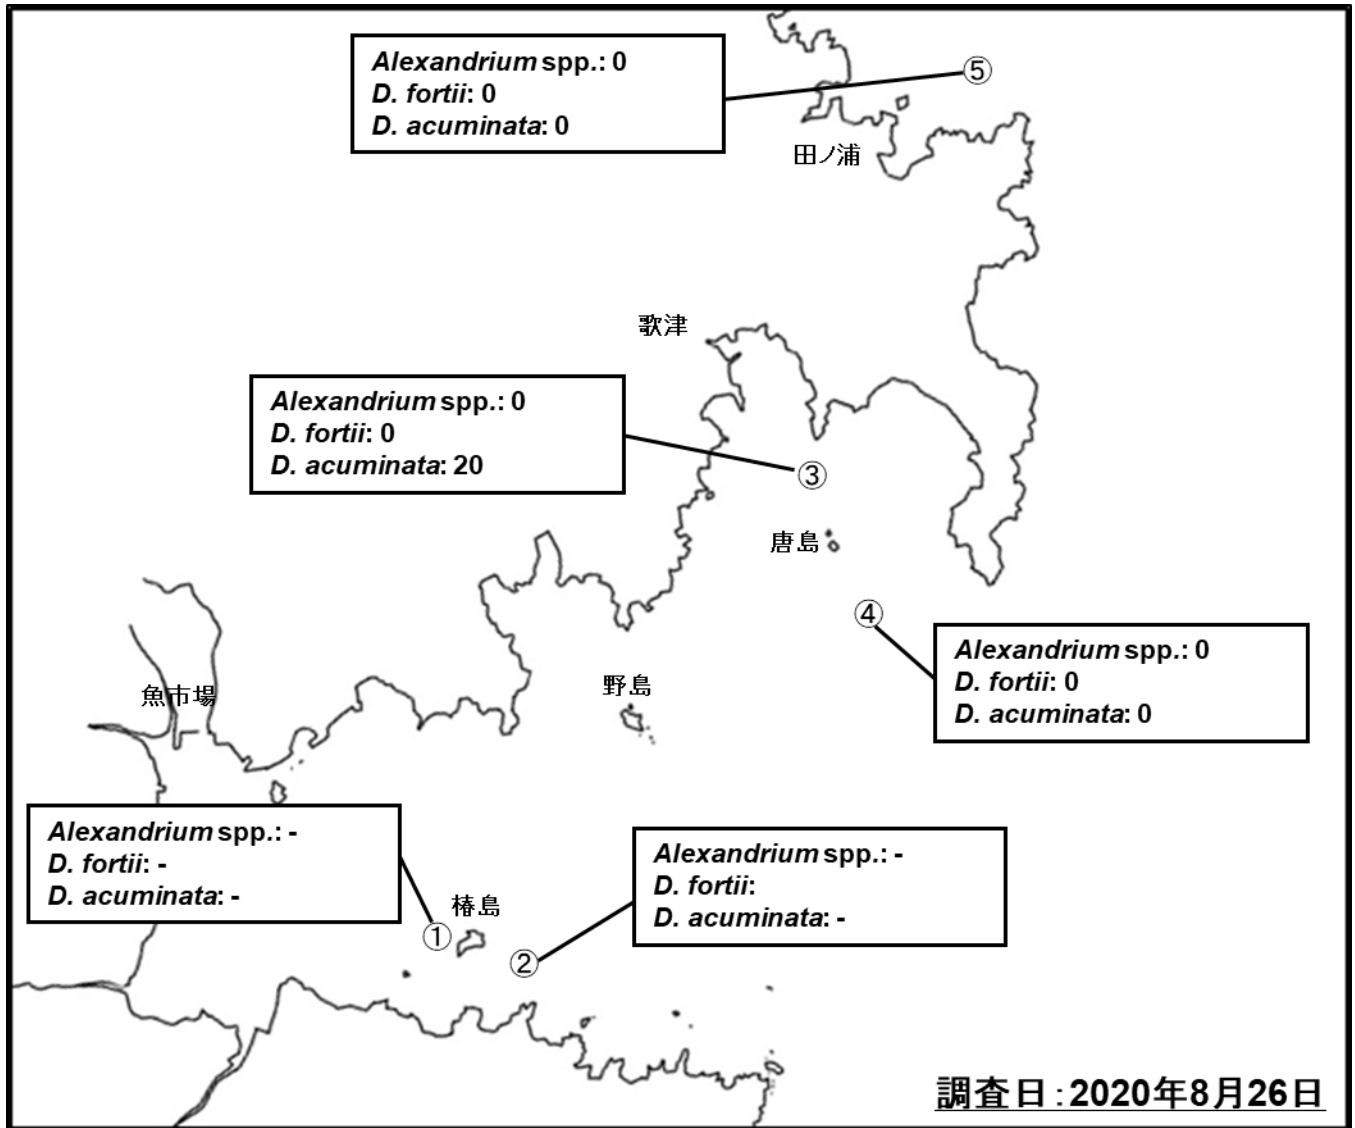 Alexandrium spp.: 0
D. fortii: 0
D. acuminata: 0
⑤
田ノ浦
歌津
Alexandrium spp.: 0
D. fortii: 0
D. acuminata: 20
③
唐島
④
Alexandrium spp.: 0
D. fortii: 0
D. acuminata: 0
野島
魚市場
Alexandrium spp.: -
D. fortii: -
D. acuminata: -
椿島
①
②
Alexandrium spp.: -
D. fortii:
D. acuminata: -
調査日：2020年8月26日